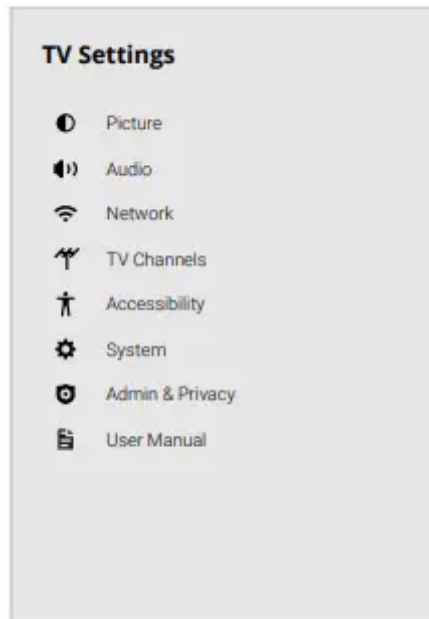 TV Settings
Picture
Audio
Network
TV Channels
Accessibility
System
Admin & Privacy
User Manual